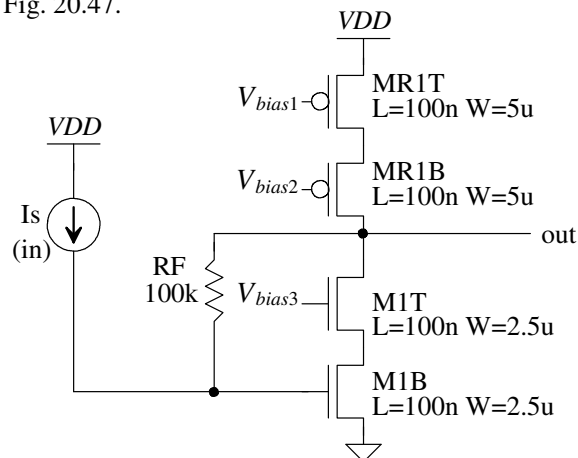 Fig. 20.47.
VDD
MR1T
L=100n W=5u
Vbias1
MR1B
L=100n W=5u
Vbias2
VDD
Is
(in)
out
RF
100k
M1T
L=100n W=2.5u
Vbias3
M1B
L=100n W=2.5u